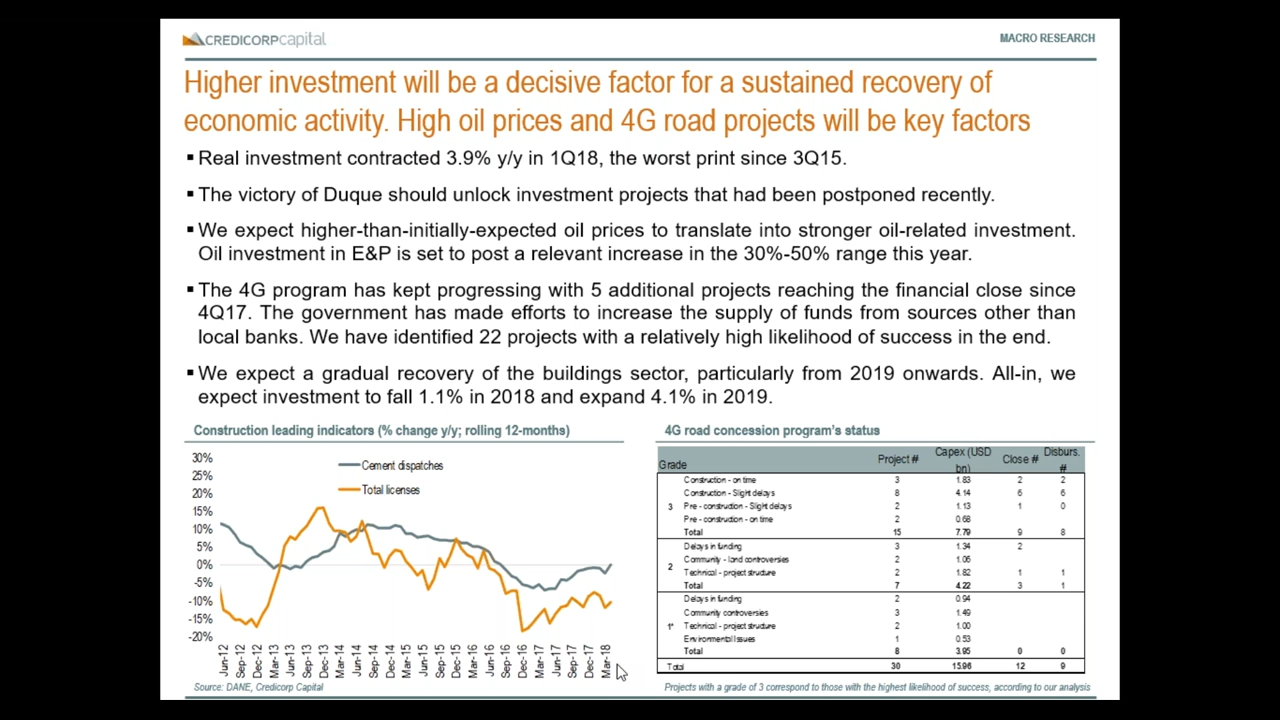 CREDICORPcapital
MACRO RESEARCH
Higher investment will be a decisive factor for a sustained recovery of
economic activity. High oil prices and 4G road projects will be key factors
▪ Real investment contracted 3.9% y/y in 1Q18, the worst print since 3Q15.
▪ The victory of Duque should unlock investment projects that had been postponed recently.
▪ We expect higher-than-initially-expected oil prices to translate into stronger oil-related investment.
Oil investment in E&P is set to post a relevant increase in the 30%-50% range this year.
▪ The 4G program has kept progressing with 5 additional projects reaching the financial close since
4Q17. The government has made efforts to increase the supply of funds from sources other than
local banks. We have identified 22 projects with a relatively high likelihood of success in the end.
▪ We expect a gradual recovery of the buildings sector, particularly from 2019 onwards. All-in, we
expect investment to fall 1.1% in 2018 and expand 4.1% in 2019.
Construction leading indicators (% change y/y; rolling 12-months)
30%
25%
20%
15%
10%
5%
0%
-5%
-10%
-15%
-20%
Cement dispatches
Total licenses
Jun-12
Sep-12
Dec-12
Mar-13
Jun-13
Sep-13
Dec-13
Mar-14
Jun-14
Sep-14
Dec-14
Mar-15
Jun-15
Sep-15
Dec-15
Mar-16
Jun-16
Sep-16
Dec-16
Mar-17
Jun-17
Sep-17
Dec-17
Mar-18
Source: DANE, Credicorp Capital
4G road concession program's status
Grade Project # Capex (USD bn) Close # Disburs. #
Construction - on time 3 1.83 2 2
Construction - Slight delays 8 4.14 6 6
3 Pre - construction - Slight delays 2 1.13 1 0
Pre - construction - on time 2 0.68
Total 15 7.79 9 8
Delays in funding 3 1.34 2
2 Community - land controversies 2 1.06
Technical - project structure 2 1.82 1 1
Total 7 4.22 3 1
Delays in funding 2 0.94
Community controversies 3 1.49
1* Technical - project structure 2 1.00
Environmental Issues 1 0.53
Total 8 3.95 0 0
Total 30 15.96 12 9
Projects with a grade of 3 correspond to those with the highest likelihood of success, according to our analysis